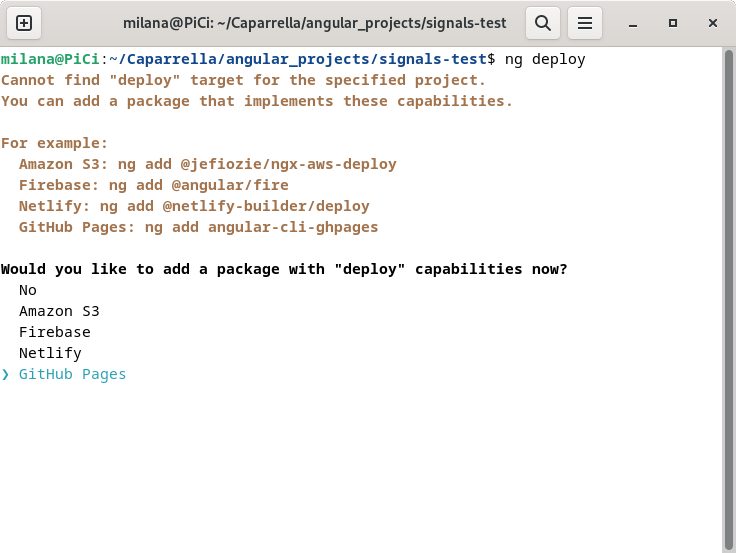 milana@PiCi: ~/Caparrella/angular_projects/signals-test
milana@PiCi:~/Caparrella/angular_projects/signals-test$ ng deploy
Cannot find "deploy" target for the specified project.
You can add a package that implements these capabilities.
For example:
  Amazon S3: ng add @jefiozie/ngx-aws-deploy
  Firebase: ng add @angular/fire
  Netlify: ng add @netlify-builder/deploy
  GitHub Pages: ng add angular-cli-ghpages
Would you like to add a package with "deploy" capabilities now?
  No
  Amazon S3
  Firebase
  Netlify
❯ GitHub Pages